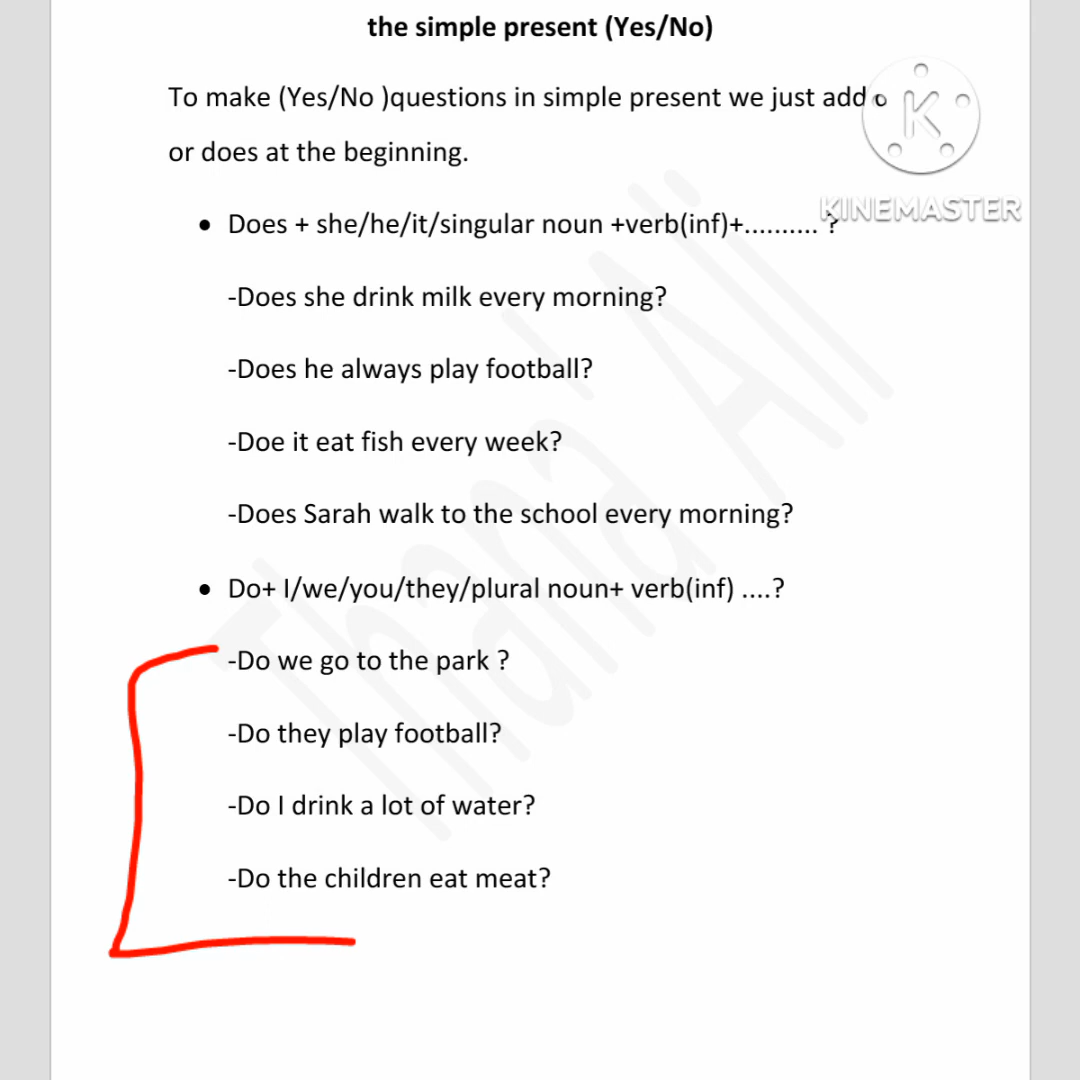 the simple present (Yes/No)
To make (Yes/No )questions in simple present we just add
or does at the beginning.
KINEMASTER
• Does + she/he/it/singular noun +verb(inf)+.......... ?
-Does she drink milk every morning?
-Does he always play football?
-Doe it eat fish every week?
-Does Sarah walk to the school every morning?
• Do+ I/we/you/they/plural noun+ verb(inf) ....?
-Do we go to the park ?
-Do they play football?
-Do I drink a lot of water?
-Do the children eat meat?
Thana' Ali